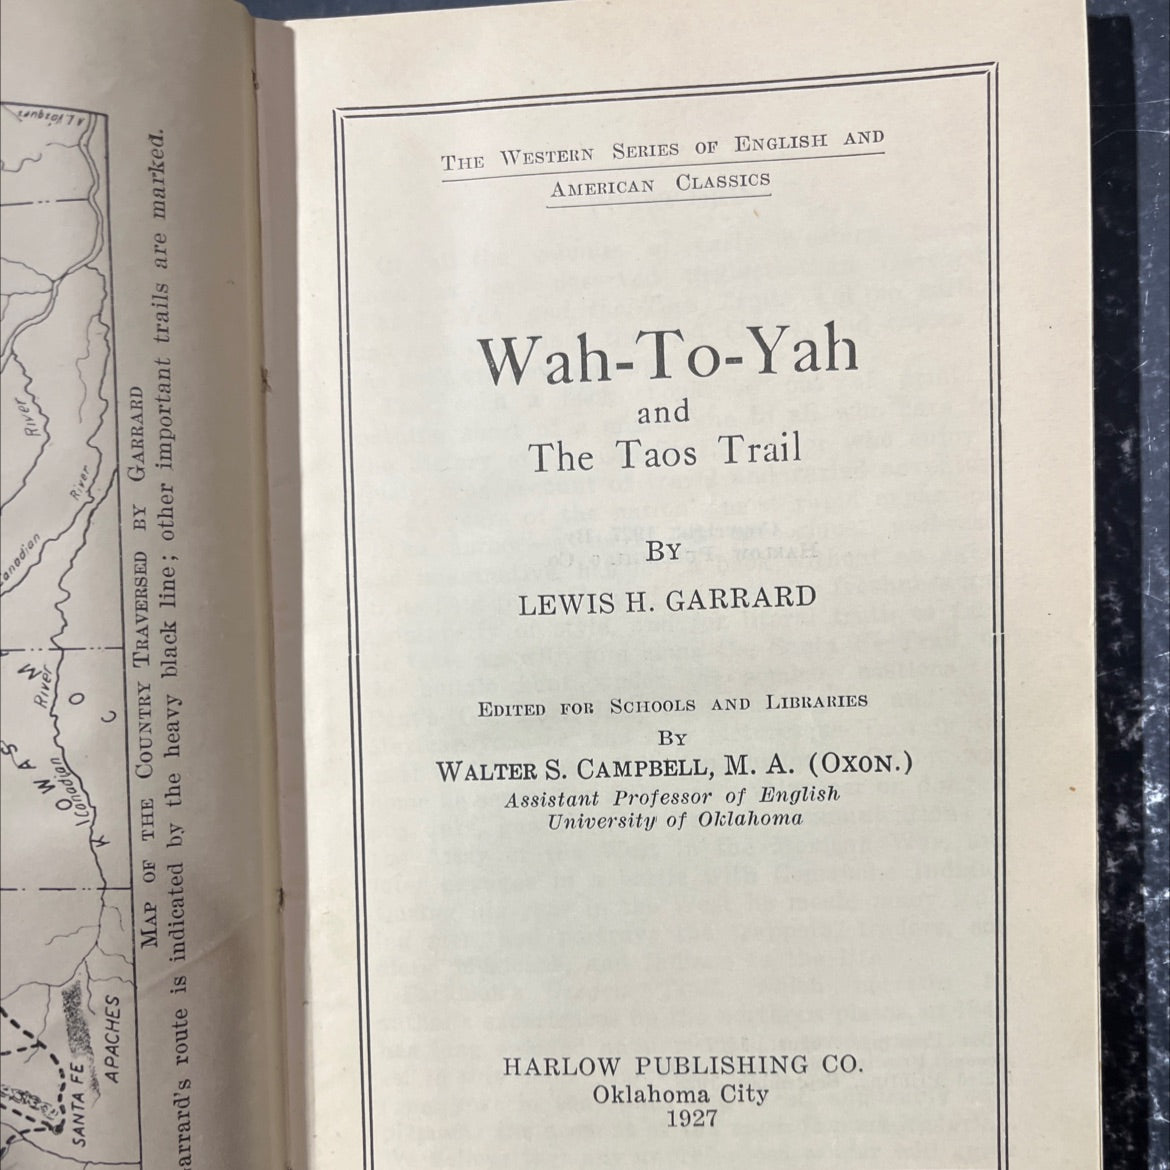 A L Vasquez
River
River
Canadian
River
Canadian
APACHES
SANTA FE
MAP OF THE COUNTRY TRAVERSED BY GARRARD
arrard's route is indicated by the heavy black line; other important trails are marked.
THE WESTERN SERIES OF ENGLISH AND
AMERICAN CLASSICS
Wah-To-Yah
and
The Taos Trail
BY
LEWIS H. GARRARD
EDITED FOR SCHOOLS AND LIBRARIES
BY
WALTER S. CAMPBELL, M. A. (OXON.)
Assistant Professor of English
University of Oklahoma
HARLOW PUBLISHING CO.
Oklahoma City
1927